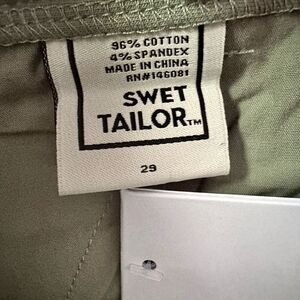 96% COTTON
4% SPANDEX
MADE IN CHINA
RN#146081
SWET
TAILOR™
29